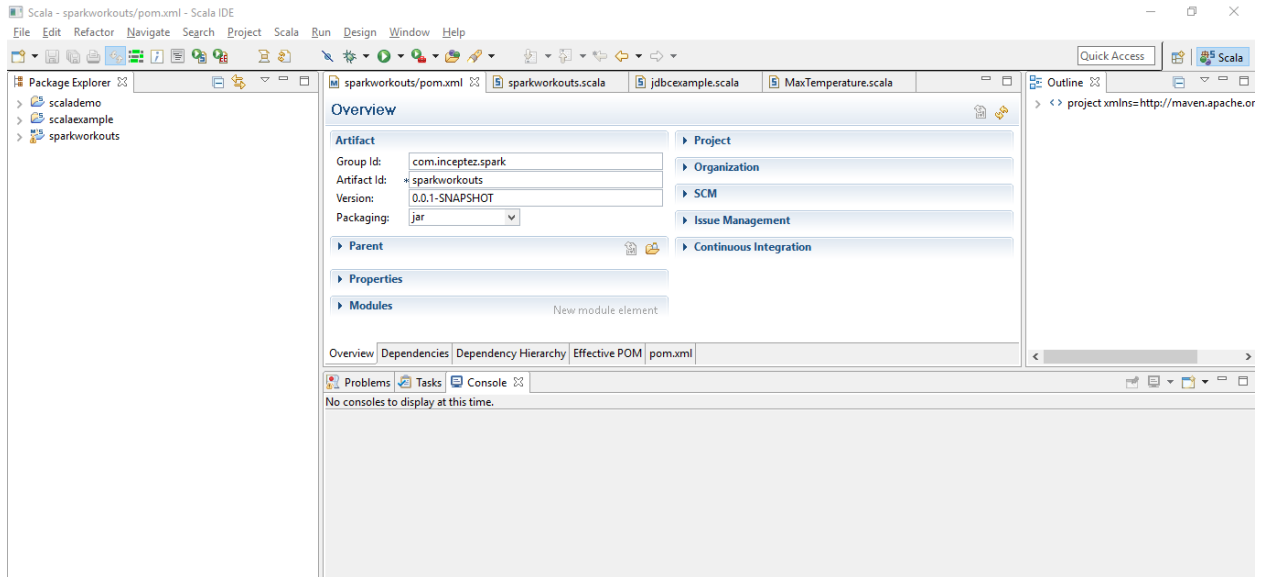 Scala - sparkworkouts/pom.xml - Scala IDE
File Edit Refactor Navigate Search Project Scala Run Design Window Help
Quick Access
Scala
Package Explorer
scalademo
scalaexample
sparkworkouts
sparkworkouts/pom.xml sparkworkouts.scala jdbcexample.scala MaxTemperature.scala
Overview
Artifact
Group Id: com.inceptez.spark
Artifact Id: * sparkworkouts
Version: 0.0.1-SNAPSHOT
Packaging: jar
Parent
Properties
Modules
New module element
Project
Organization
SCM
Issue Management
Continuous Integration
Overview Dependencies Dependency Hierarchy Effective POM pom.xml
Outline
project xmlns=http://maven.apache.or
Problems Tasks Console
No consoles to display at this time.